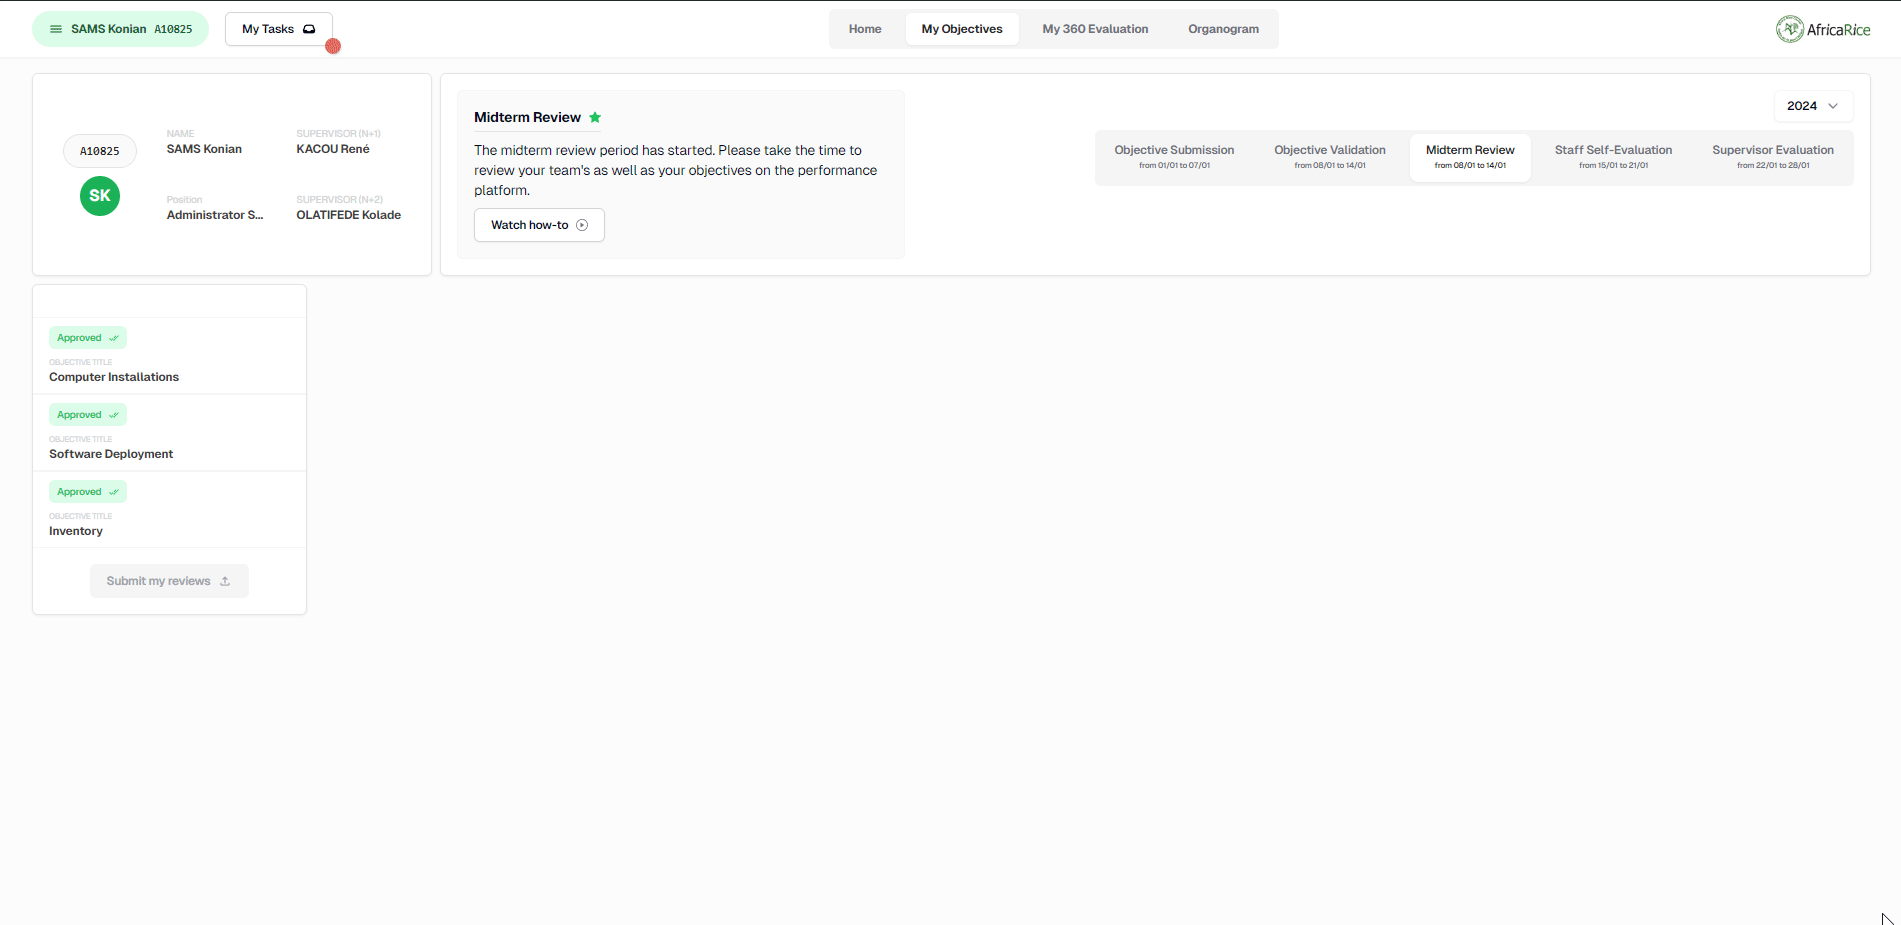 SAMS Konian A10825
My Tasks
Home
My Objectives
My 360 Evaluation
Organogram
AfricaRice
A10825
SK
NAME
SAMS Konian
SUPERVISOR (N+1)
KACOU René
Position
Administrator S...
SUPERVISOR (N+2)
OLATIFEDE Kolade
Midterm Review
The midterm review period has started. Please take the time to
review your team's as well as your objectives on the performance
platform.
Watch how-to
2024
Objective Submission
from 01/01 to 07/01
Objective Validation
from 08/01 to 14/01
Midterm Review
from 08/01 to 14/01
Staff Self-Evaluation
from 15/01 to 21/01
Supervisor Evaluation
from 22/01 to 28/01
Approved
OBJECTIVE TITLE
Computer Installations
Approved
OBJECTIVE TITLE
Software Deployment
Approved
OBJECTIVE TITLE
Inventory
Submit my reviews